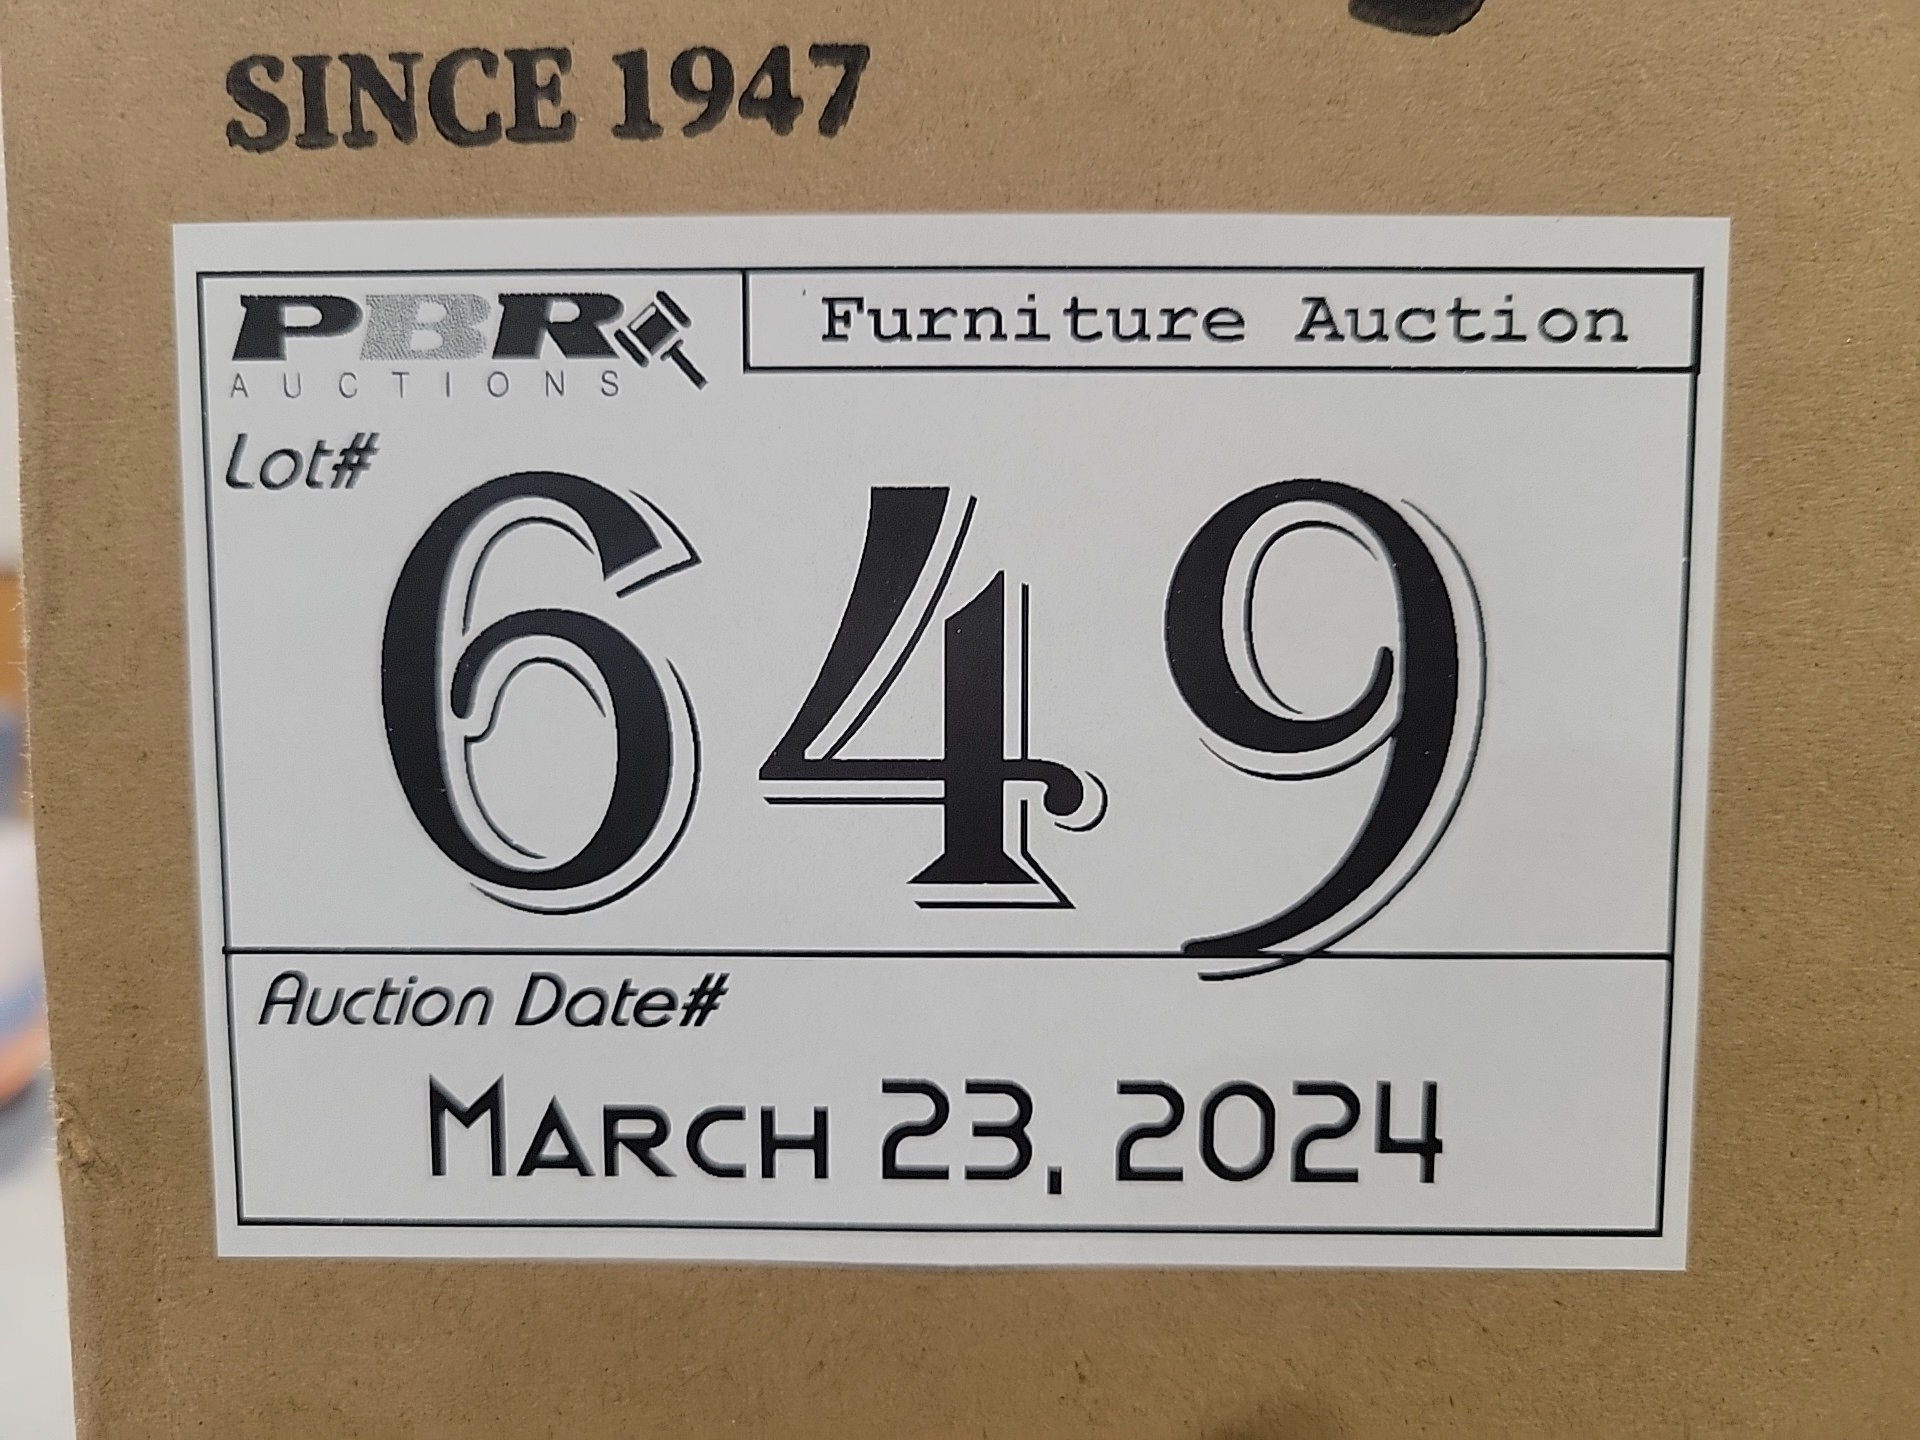 SINCE 1947
PBR
AUCTIONS
Furniture Auction
Lot#
649
Auction Date#
March 23, 2024